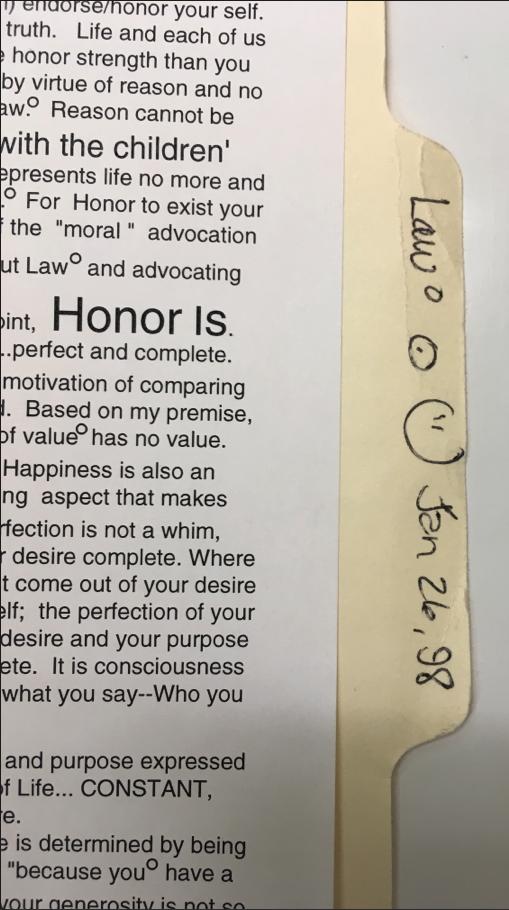 endorse/honor your self.
truth. Life and each of us
honor strength than you
by virtue of reason and no
aw.° Reason cannot be
with the children'
epresents life no more and
.° For Honor to exist your
the "moral " advocation
ut Law° and advocating
oint, Honor Is.
..perfect and complete.
motivation of comparing
. Based on my premise,
of value° has no value.
Happiness is also an
ng aspect that makes
rfection is not a whim,
r desire complete. Where
t come out of your desire
elf; the perfection of your
desire and your purpose
ete. It is consciousness
what you say--Who you
and purpose expressed
of Life... CONSTANT,
e.
e is determined by being
"because you° have a
your generosity is not so
Law° ⊙ Jan 26, 98